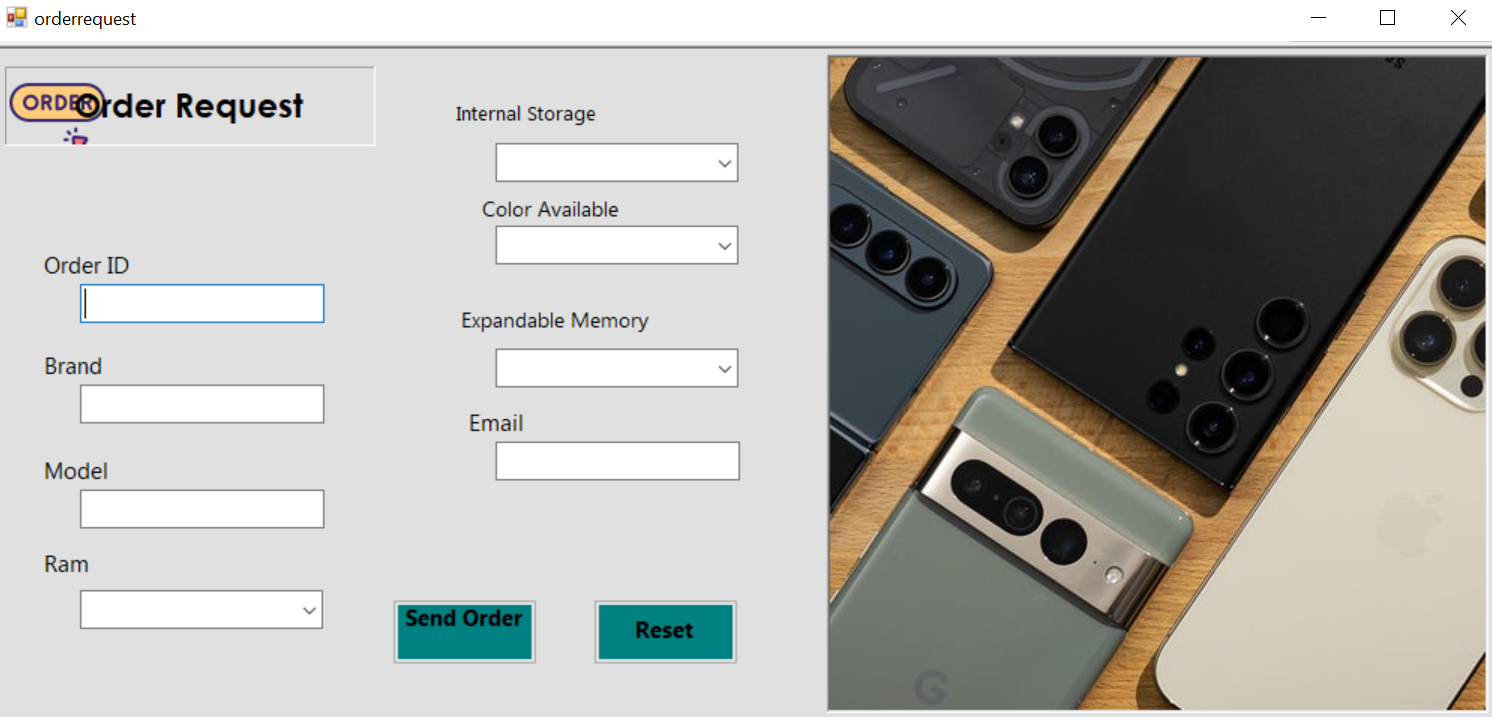 orderrequest
ORDER
Order Request
Order ID
Brand
Model
Ram
Internal Storage
Color Available
Expandable Memory
Email
Send Order
Reset
G